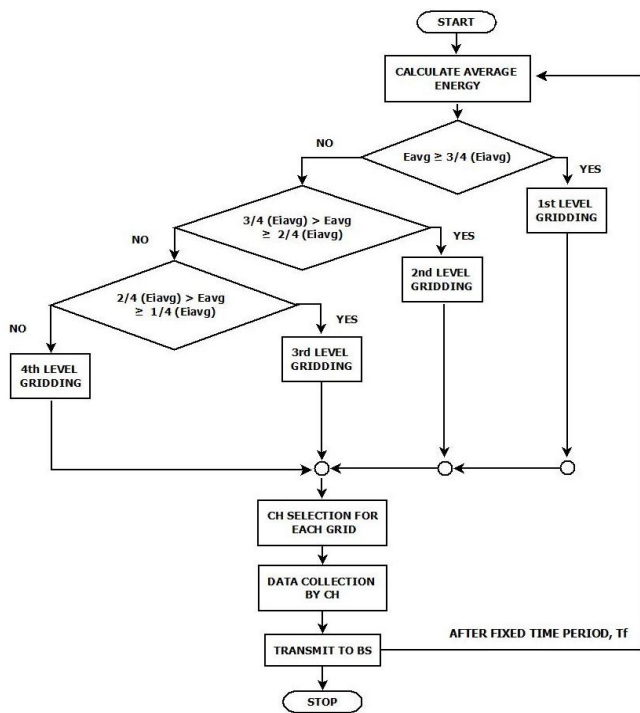 START
CALCULATE AVERAGE
ENERGY
Eavg ≥ 3/4 (Eiavg)
NO
YES
1st LEVEL
GRIDDING
3/4 (Eiavg) > Eavg
≥ 2/4 (Eiavg)
NO
YES
2nd LEVEL
GRIDDING
2/4 (Eiavg) > Eavg
≥ 1/4 (Eiavg)
NO
YES
4th LEVEL
GRIDDING
3rd LEVEL
GRIDDING
CH SELECTION FOR
EACH GRID
DATA COLLECTION
BY CH
TRANSMIT TO BS
AFTER FIXED TIME PERIOD, Tf
STOP